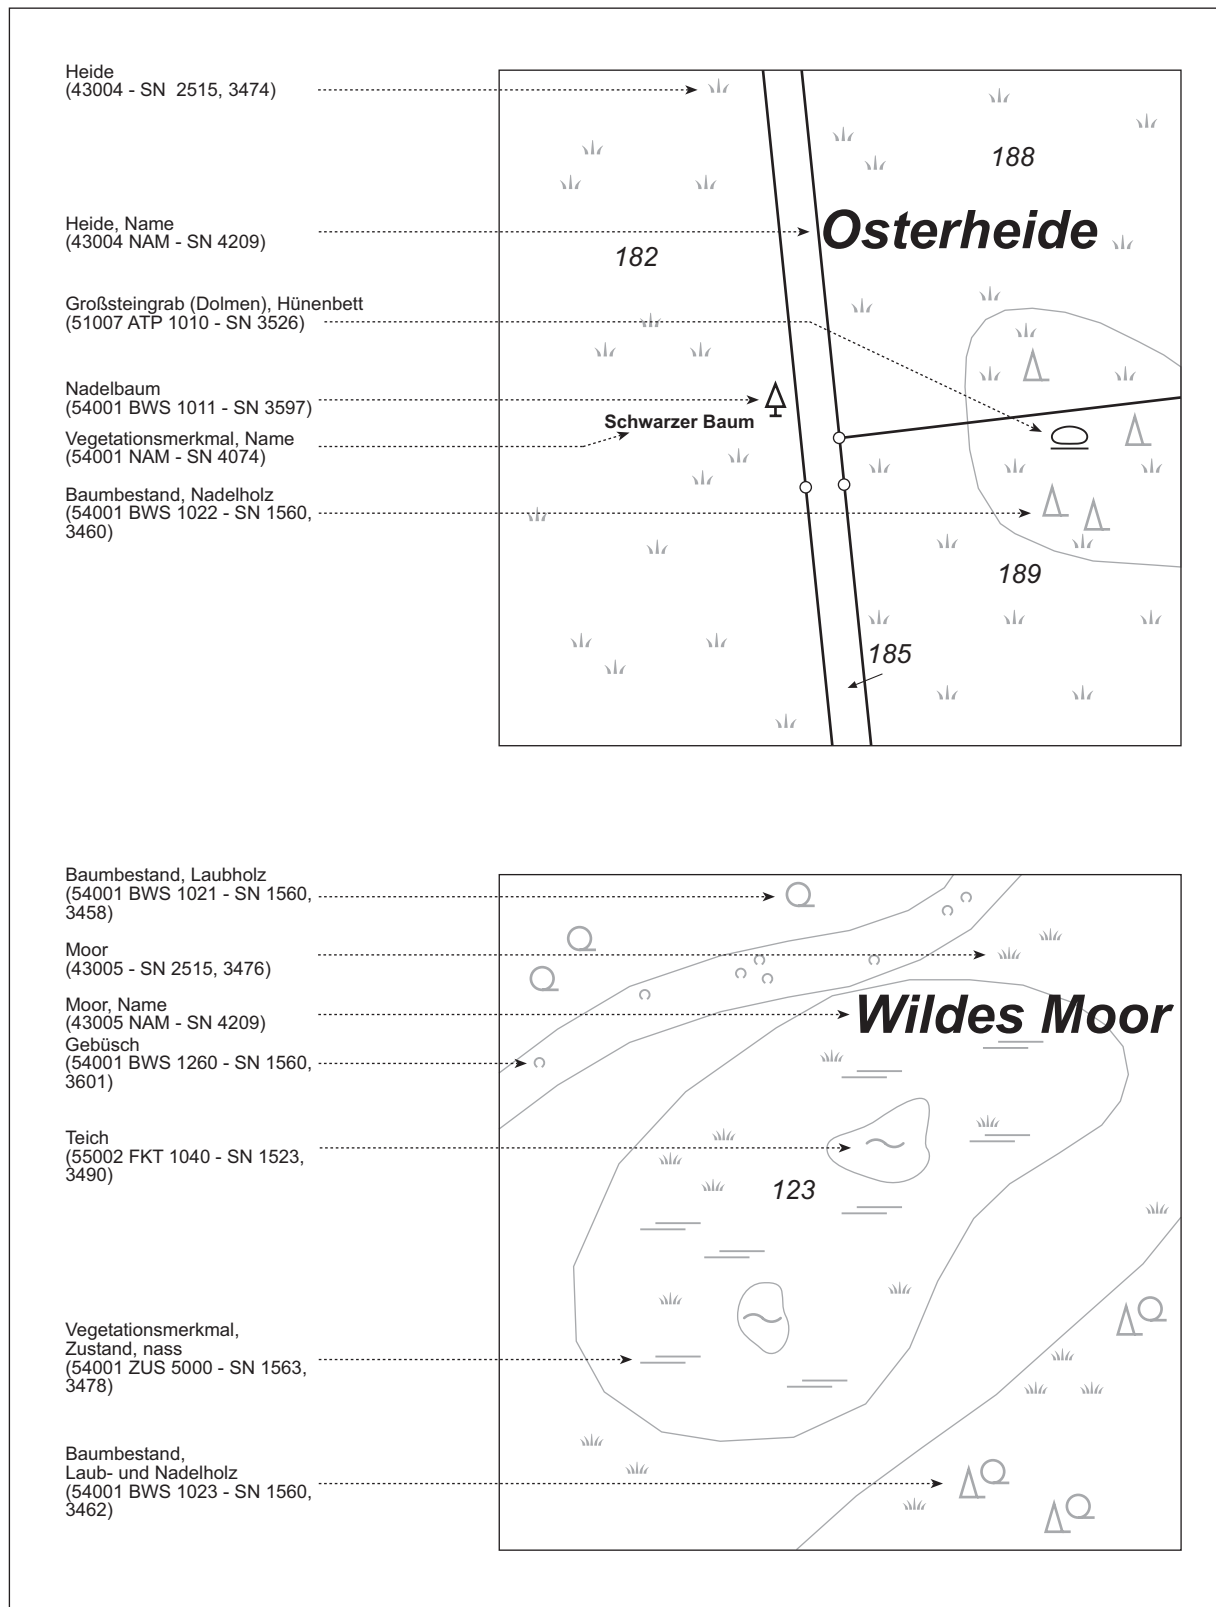 Heide
(43004 - SN  2515, 3474)
188
Heide, Name
(43004 NAM - SN 4209)
Osterheide
182
Großsteingrab (Dolmen), Hünenbett
(51007 ATP 1010 - SN 3526)
Nadelbaum
(54001 BWS 1011 - SN 3597)
Schwarzer Baum
Vegetationsmerkmal, Name
(54001 NAM - SN 4074)
Baumbestand, Nadelholz
(54001 BWS 1022 - SN 1560,
3460)
189
185
Baumbestand, Laubholz
(54001 BWS 1021 - SN 1560,
3458)
Moor
(43005 - SN 2515, 3476)
Moor, Name
(43005 NAM - SN 4209)
Wildes Moor
Gebüsch
(54001 BWS 1260 - SN 1560,
3601)
Teich
(55002 FKT 1040 - SN 1523,
3490)
123
Vegetationsmerkmal,
Zustand, nass
(54001 ZUS 5000 - SN 1563,
3478)
Baumbestand,
Laub- und Nadelholz
(54001 BWS 1023 - SN 1560,
3462)